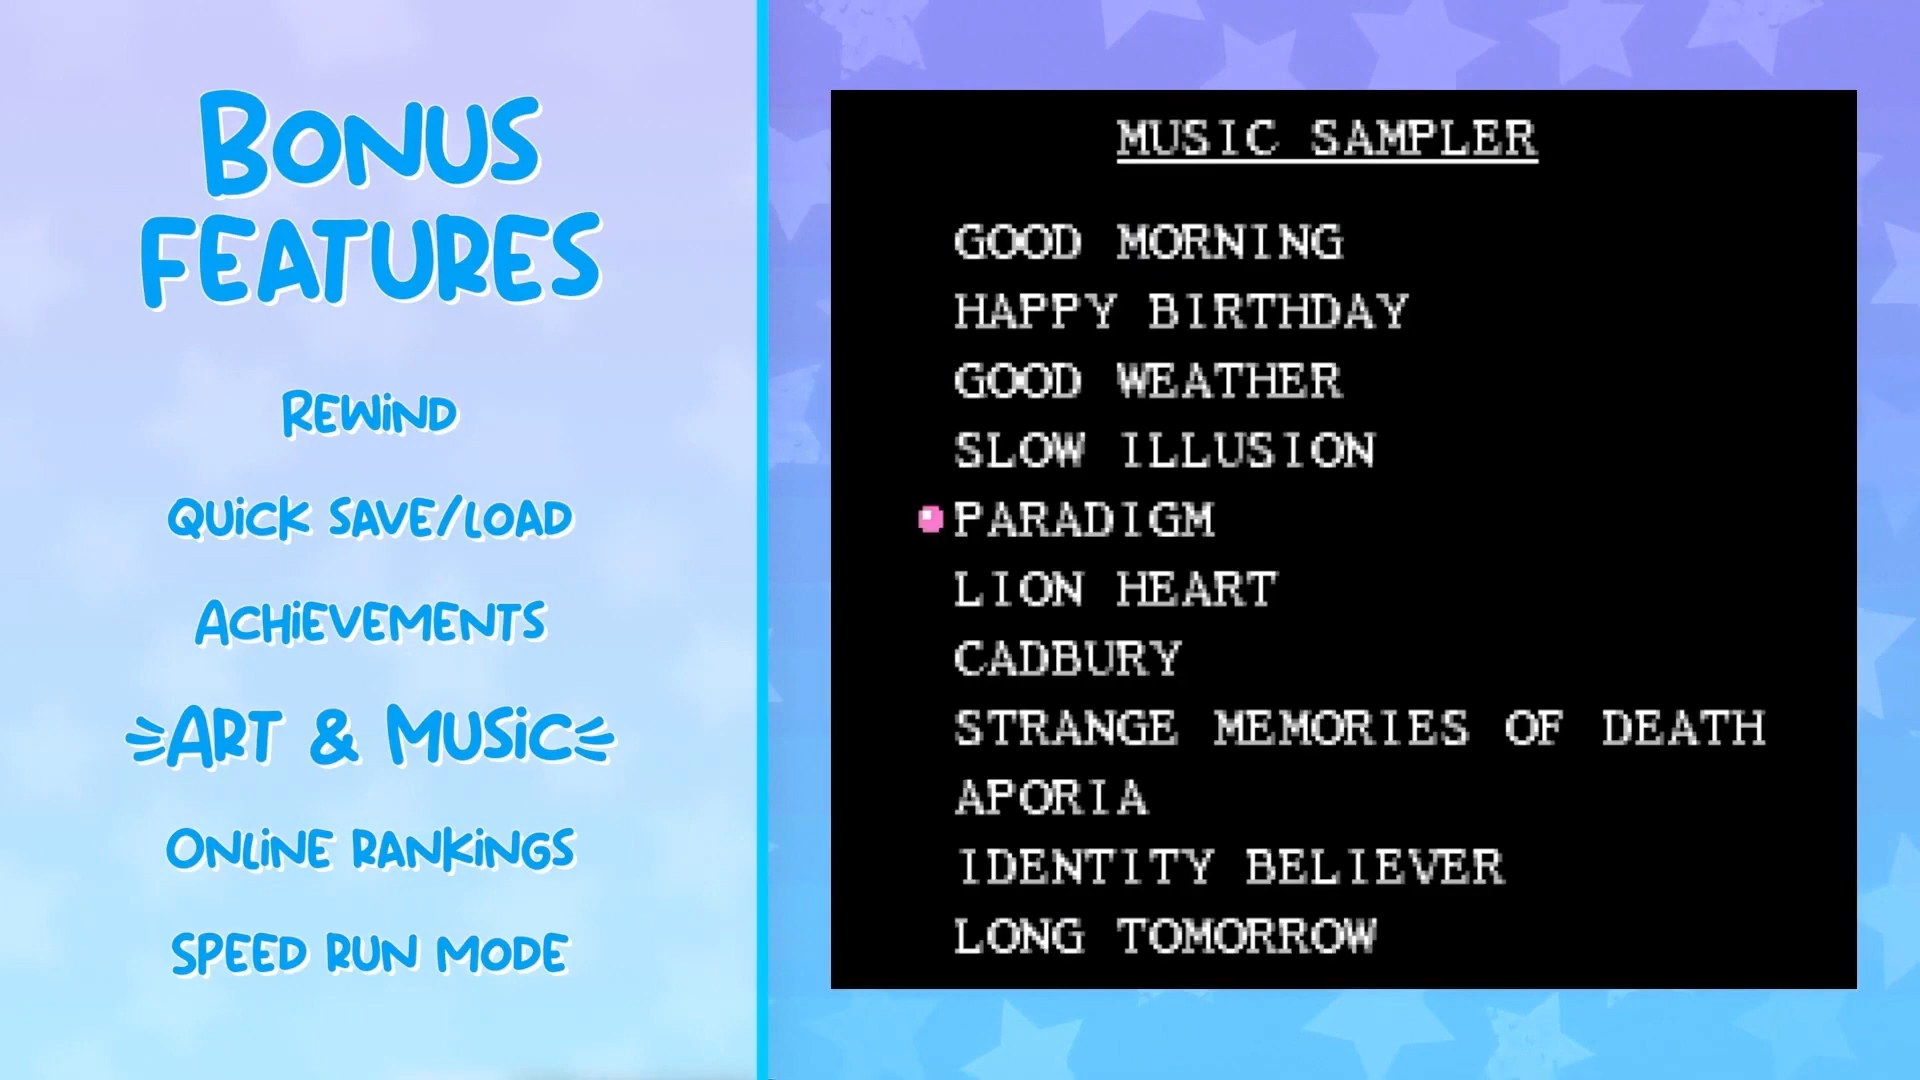 BONUS
FEATURES
REWIND
QUICK SAVE/LOAD
ACHIEVEMENTS
ART & MUSIC
ONLINE RANKINGS
SPEED RUN MODE
MUSIC SAMPLER
GOOD MORNING
HAPPY BIRTHDAY
GOOD WEATHER
SLOW ILLUSION
PARADIGM
LION HEART
CADBURY
STRANGE MEMORIES OF DEATH
APORIA
IDENTITY BELIEVER
LONG TOMORROW